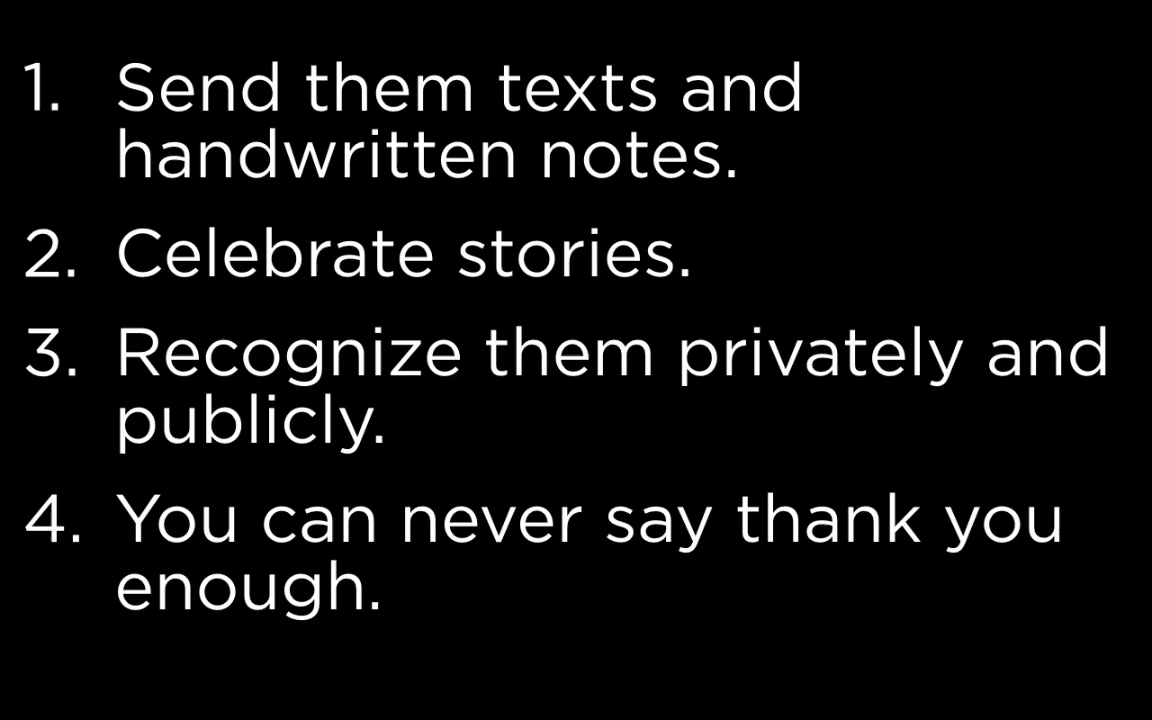 1. Send them texts and
handwritten notes.
2. Celebrate stories.
3. Recognize them privately and
publicly.
4. You can never say thank you
enough.